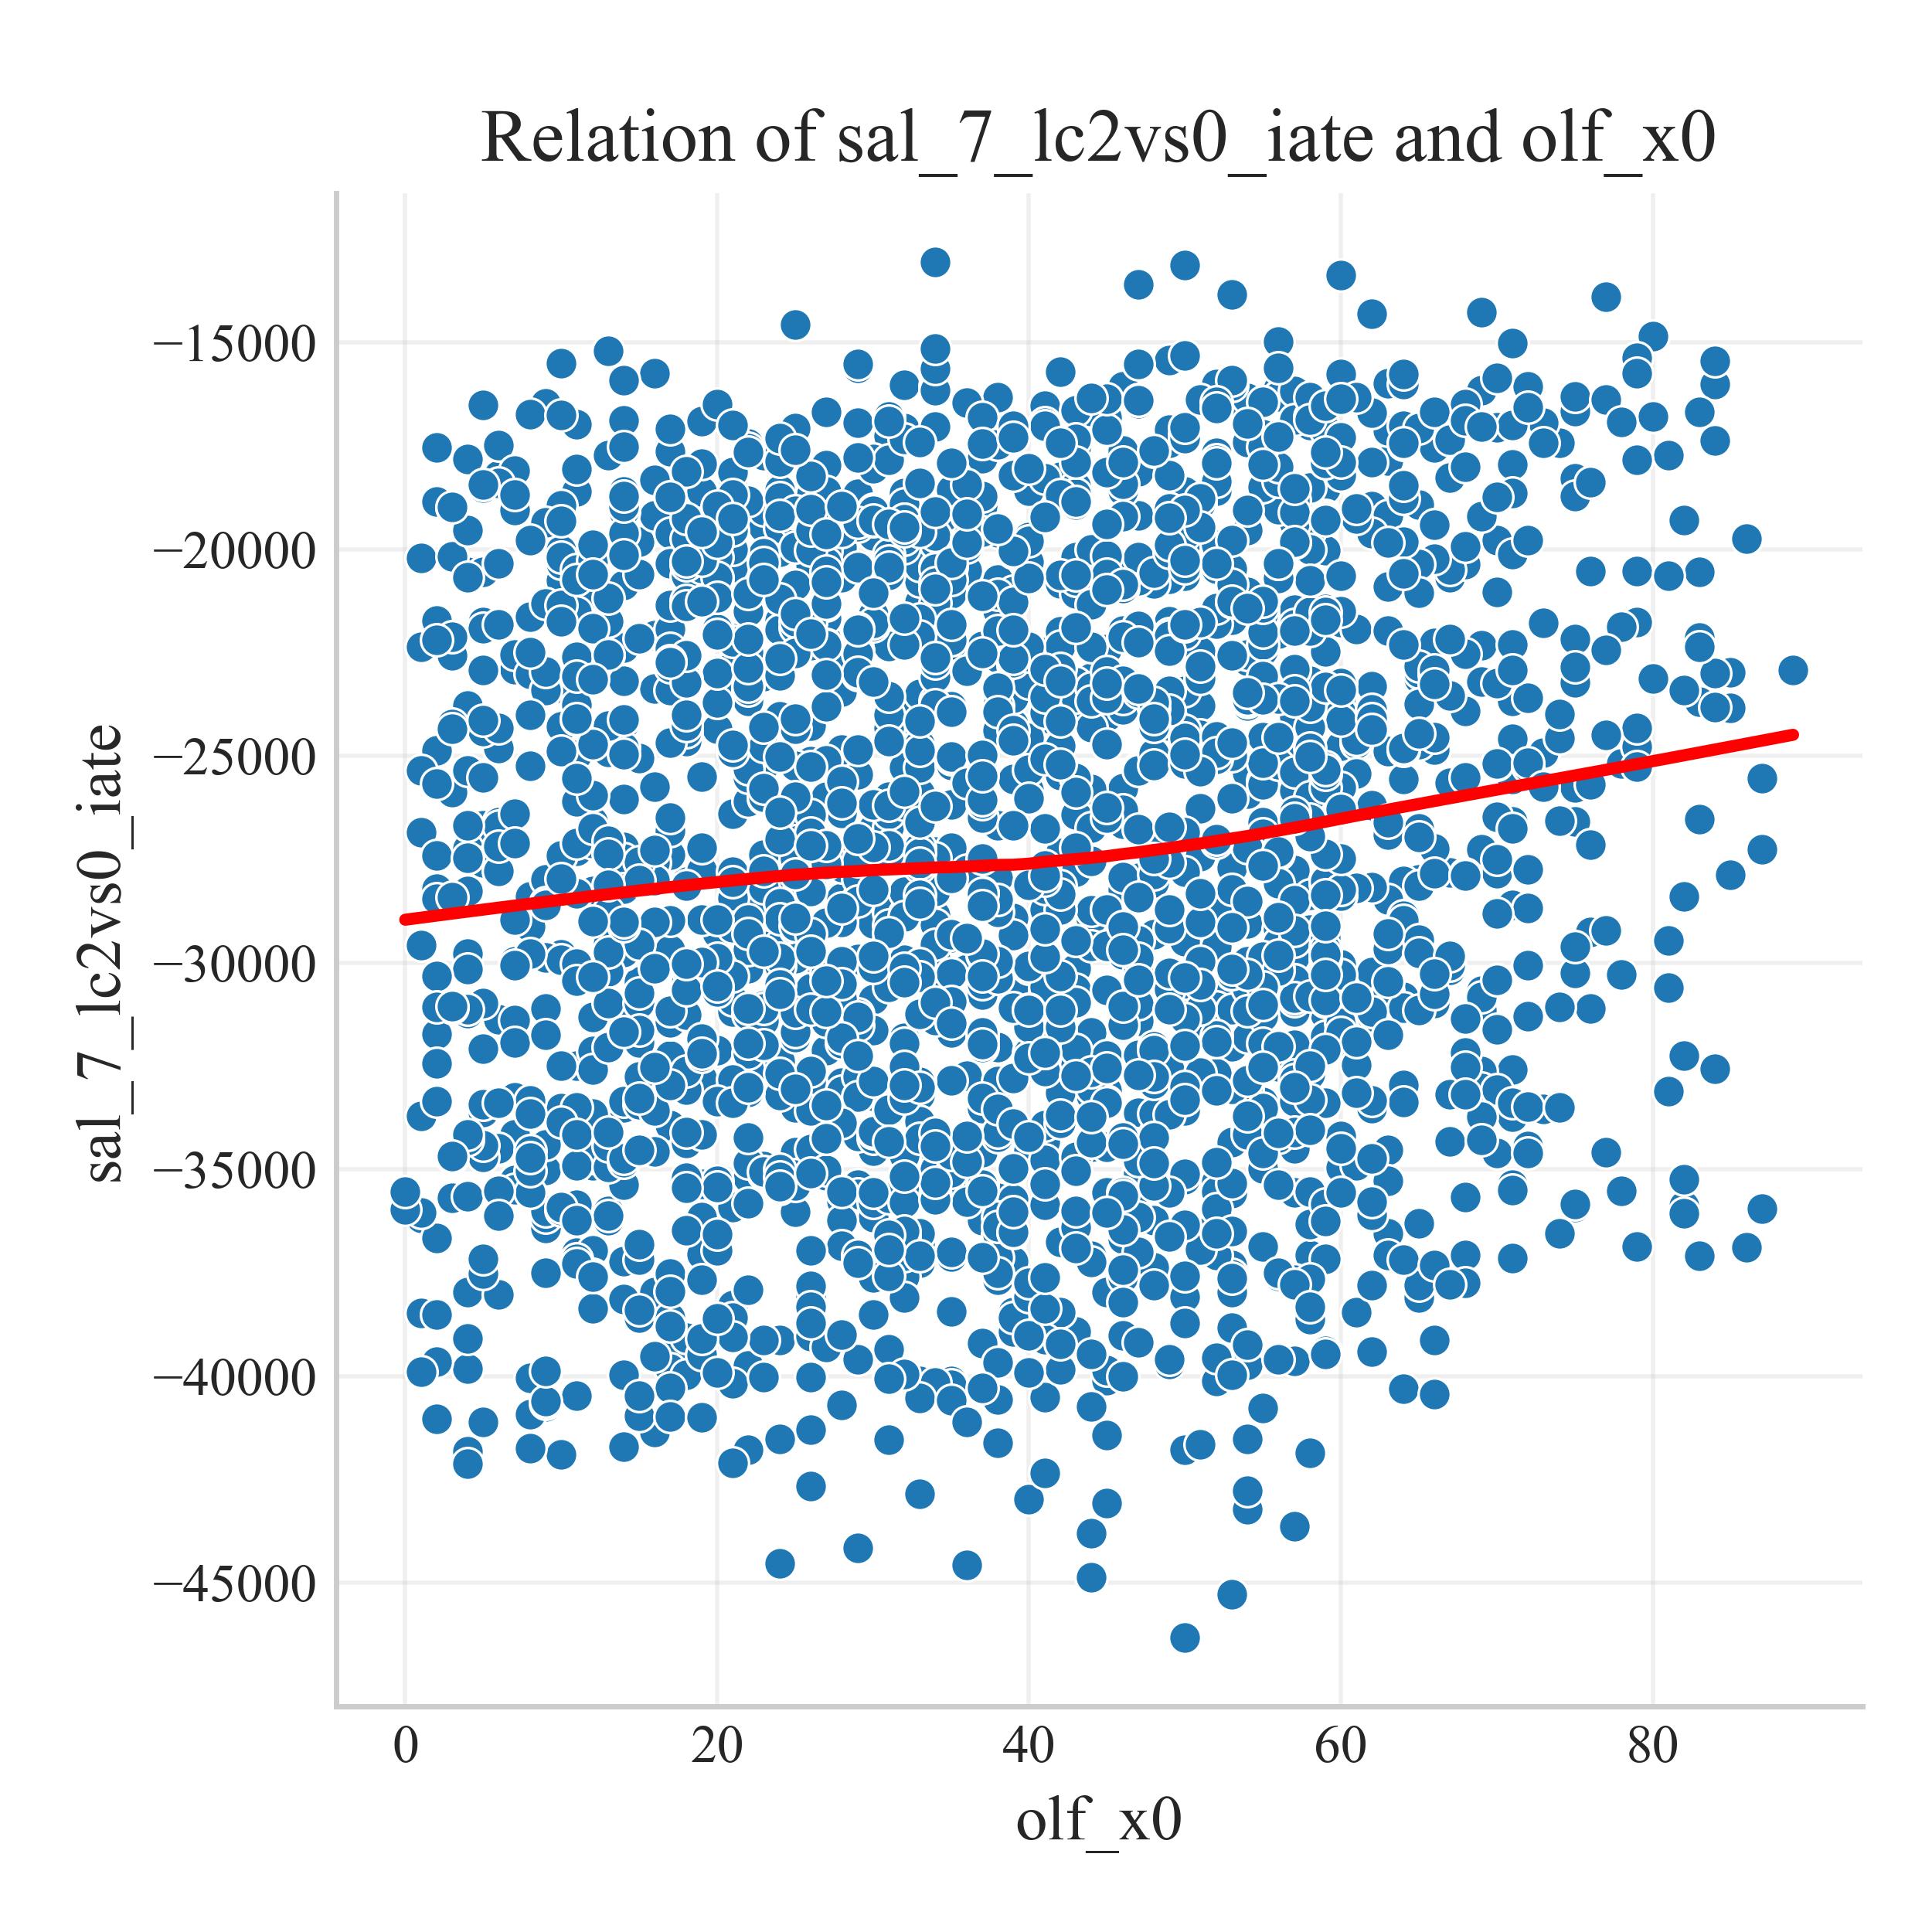 Relation of sal_7_lc2vs0_iate and olf_x0
−15000
−20000
−25000
−30000
−35000
−40000
−45000
sal_7_lc2vs0_iate
0 20 40 60 80
olf_x0